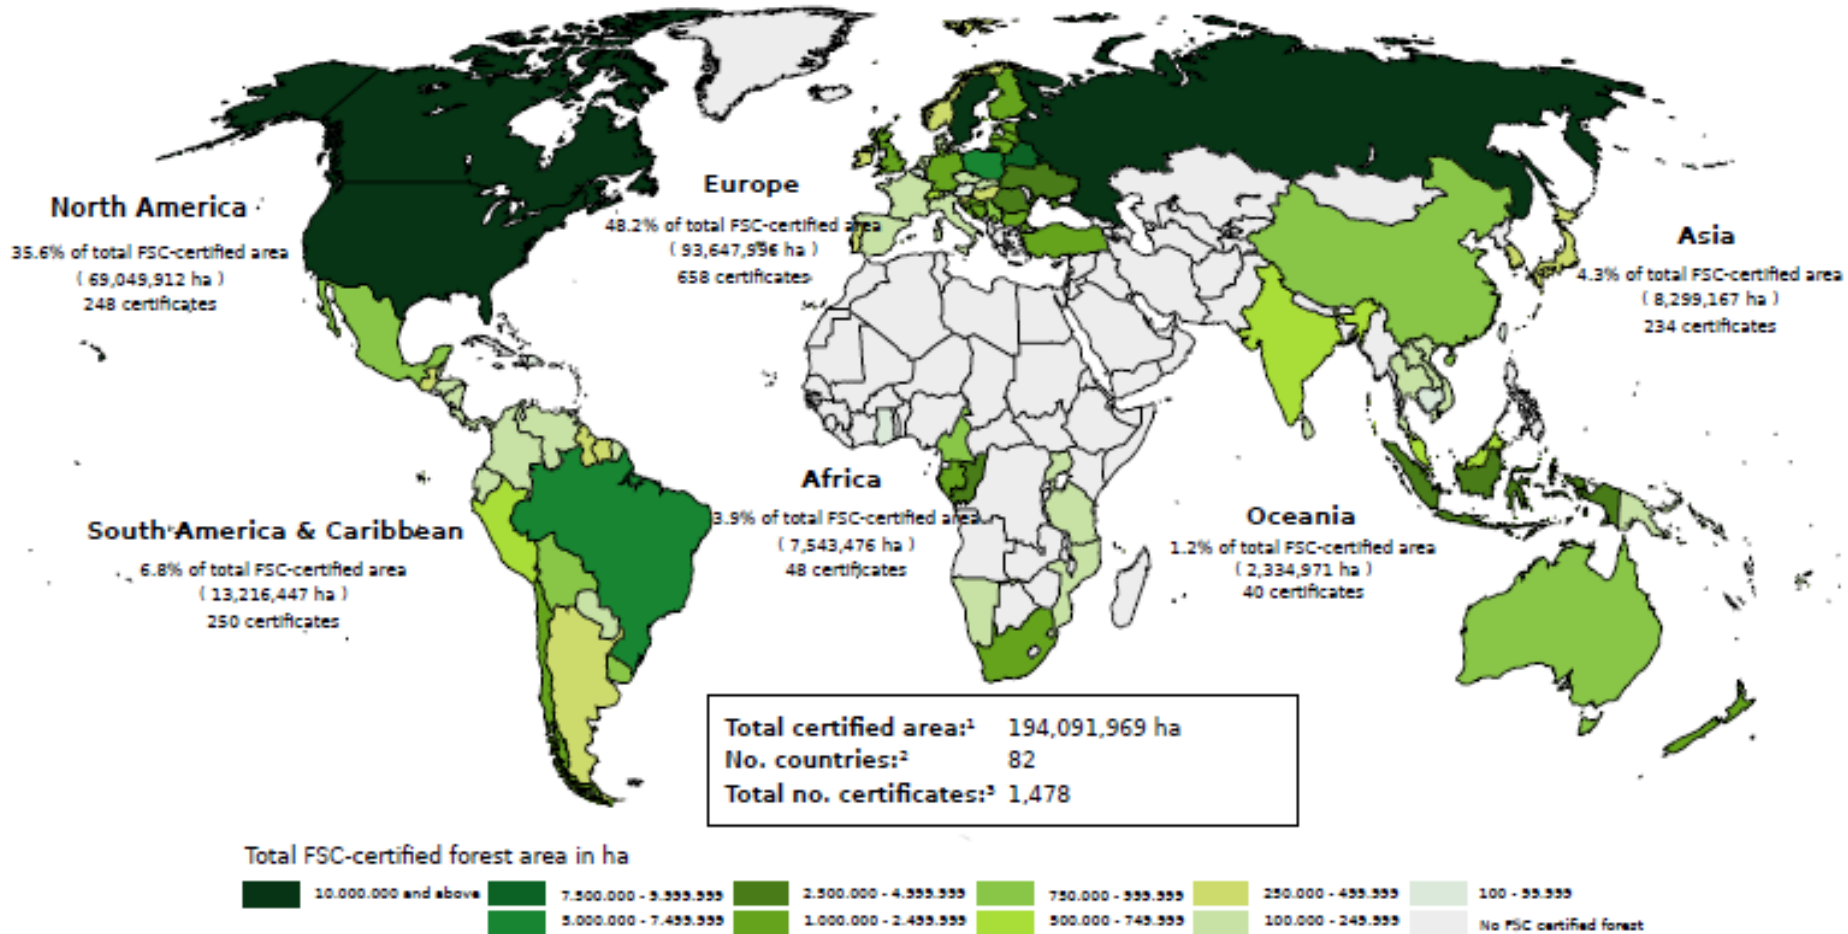 North America
35.6% of total FSC-certified area
( 69,049,912 ha )
248 certificates
Europe
48.2% of total FSC-certified area
( 93,647,996 ha )
658 certificates
Asia
4.3% of total FSC-certified area
( 8,299,167 ha )
234 certificates
South America & Caribbean
6.8% of total FSC-certified area
( 13,216,447 ha )
250 certificates
Africa
3.9% of total FSC-certified area
( 7,543,476 ha )
48 certificates
Oceania
1.2% of total FSC-certified area
( 2,334,971 ha )
40 certificates
Total certified area:¹ 194,091,969 ha
No. countries:² 82
Total no. certificates:³ 1,478
Total FSC-certified forest area in ha
10.000.000 and above
7.500.000 - 9.999.999
2.500.000 - 4.999.999
750.000 - 999.999
250.000 - 499.999
100 - 99.999
5.000.000 - 7.499.999
1.000.000 - 2.499.999
500.000 - 749.999
100.000 - 249.999
No FSC certified forest